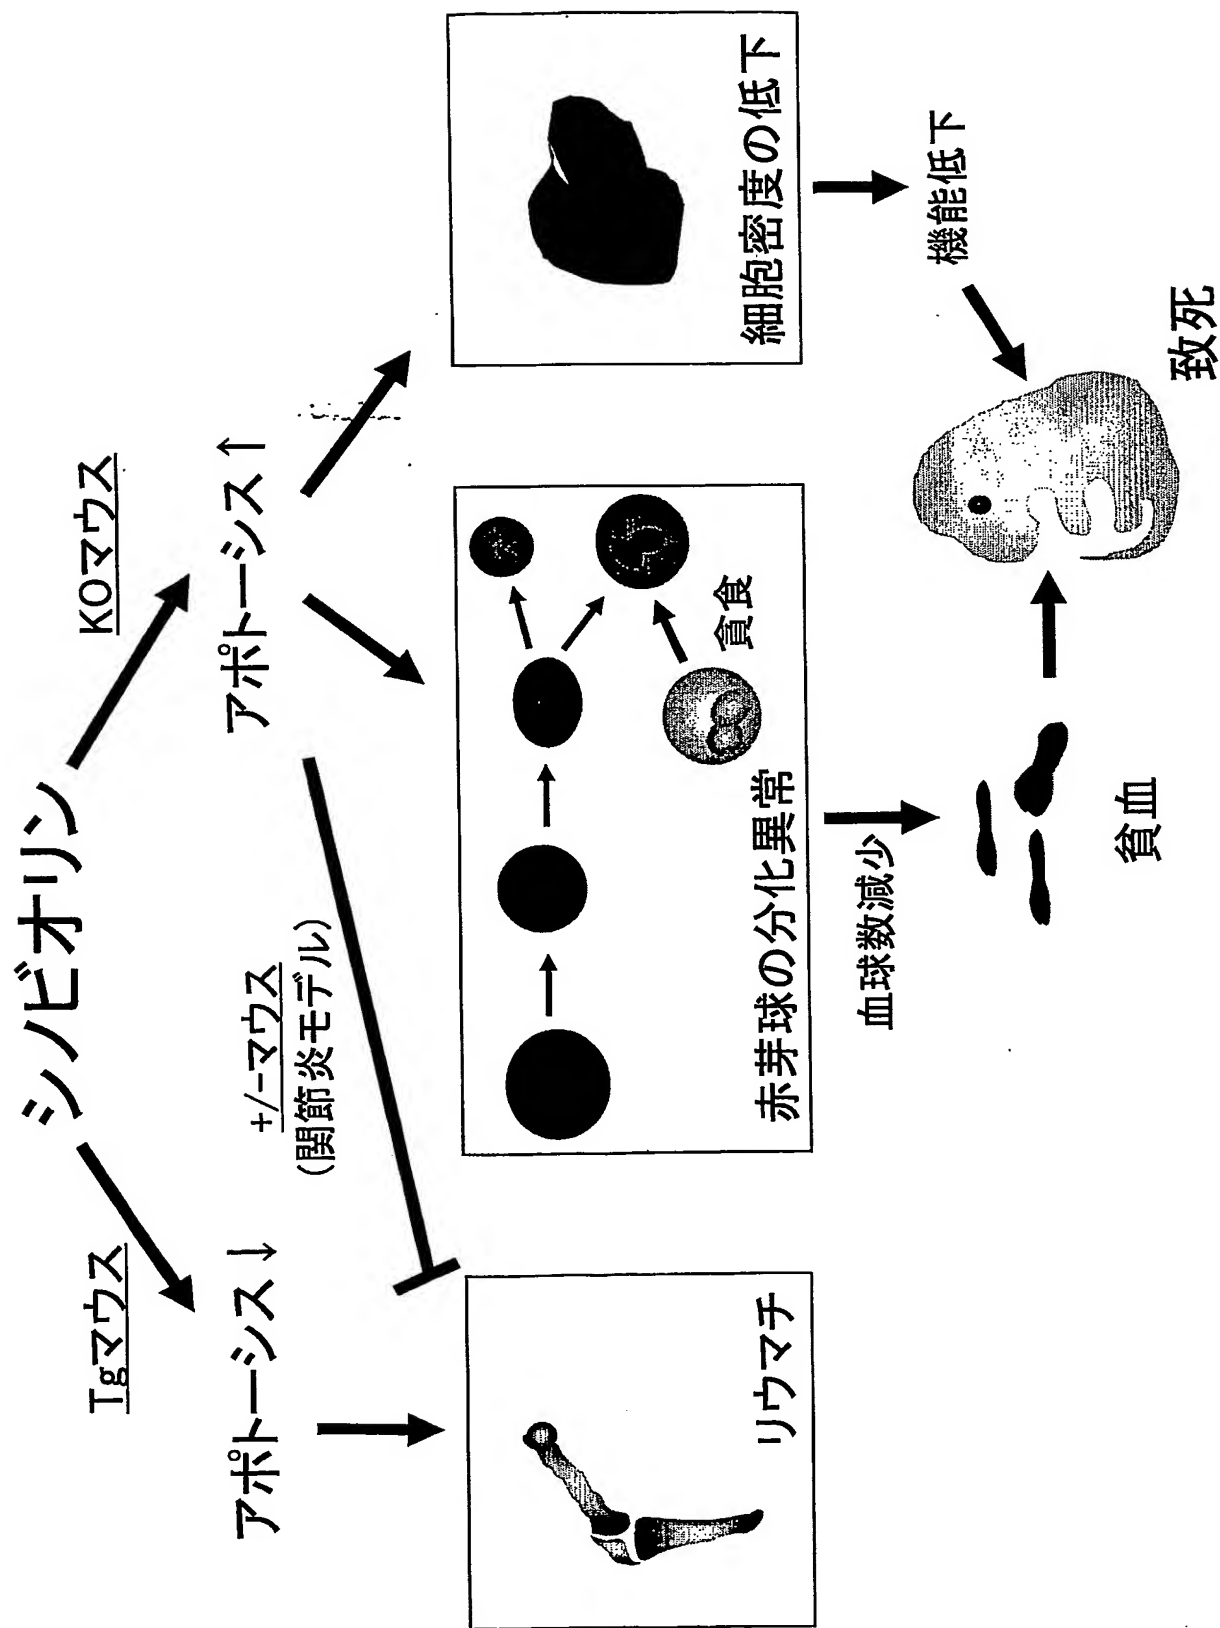 シノビオリン
Tgマウス
KOマウス
アポトーシス↓
アポトーシス↑
+/−マウス
(関節炎モデル)
リウマチ
貪食
赤芽球の分化異常
細胞密度の低下
血球数減少
機能低下
貧血
致死